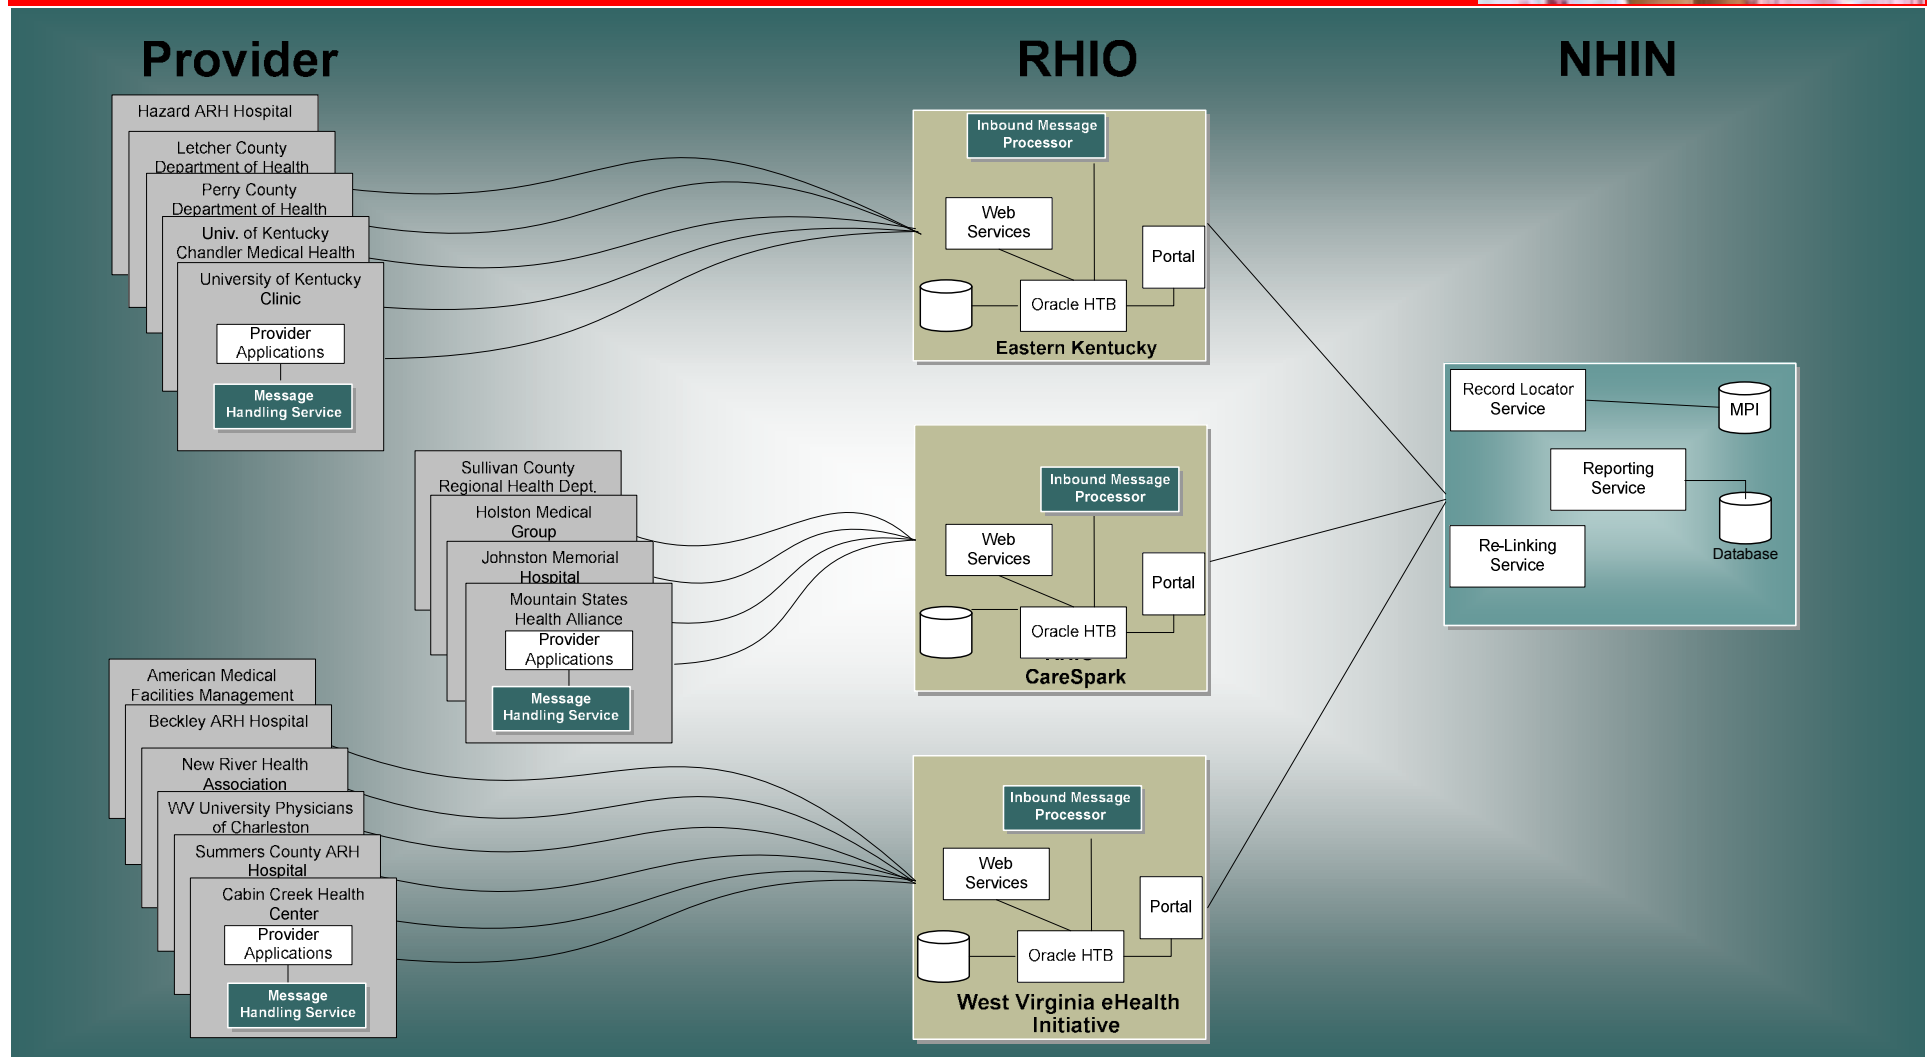 Provider
RHIO
NHIN
Hazard ARH Hospital
Letcher County
Department of Health
Perry County
Department of Health
Univ. of Kentucky
Chandler Medical Health
University of Kentucky
Clinic
Provider
Applications
Message
Handling Service
Sullivan County
Regional Health Dept.
Holston Medical
Group
Johnston Memorial
Hospital
Mountain States
Health Alliance
Provider
Applications
Message
Handling Service
American Medical
Facilities Management
Beckley ARH Hospital
New River Health
Association
WV University Physicians
of Charleston
Summers County ARH
Hospital
Cabin Creek Health
Center
Provider
Applications
Message
Handling Service
Inbound Message
Processor
Web
Services
Portal
Oracle HTB
Eastern Kentucky
Inbound Message
Processor
Web
Services
Portal
Oracle HTB
CareSpark
Inbound Message
Processor
Web
Services
Portal
Oracle HTB
West Virginia eHealth
Initiative
Record Locator
Service
MPI
Reporting
Service
Database
Re-Linking
Service